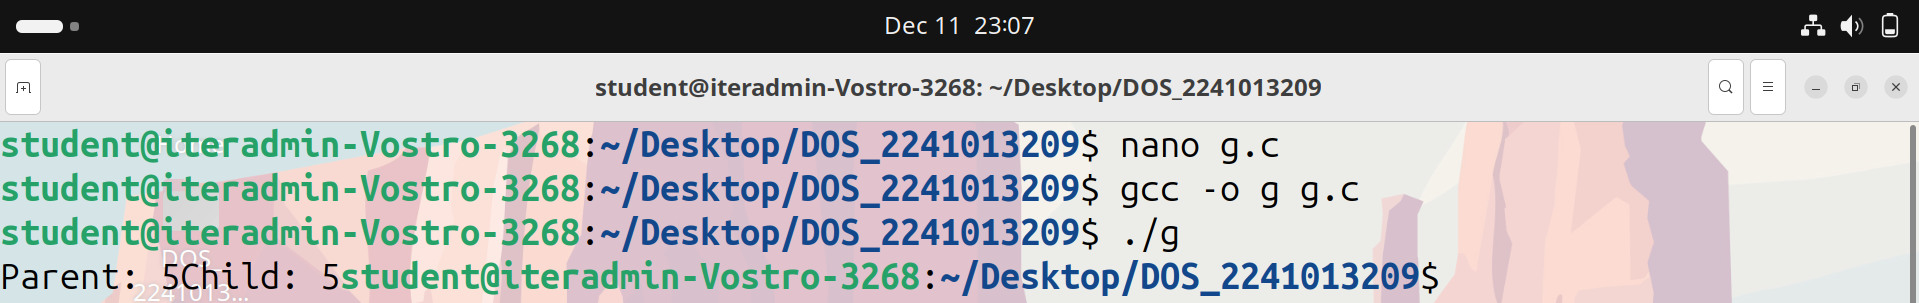 Dec 11 23:07
student@iteradmin-Vostro-3268: ~/Desktop/DOS_2241013209
student@iteradmin-Vostro-3268:~/Desktop/DOS_2241013209$ nano g.c
student@iteradmin-Vostro-3268:~/Desktop/DOS_2241013209$ gcc -o g g.c
student@iteradmin-Vostro-3268:~/Desktop/DOS_2241013209$ ./g
DOS_
Parent: 5Child: 5student@iteradmin-Vostro-3268:~/Desktop/DOS_2241013209$
2241013...